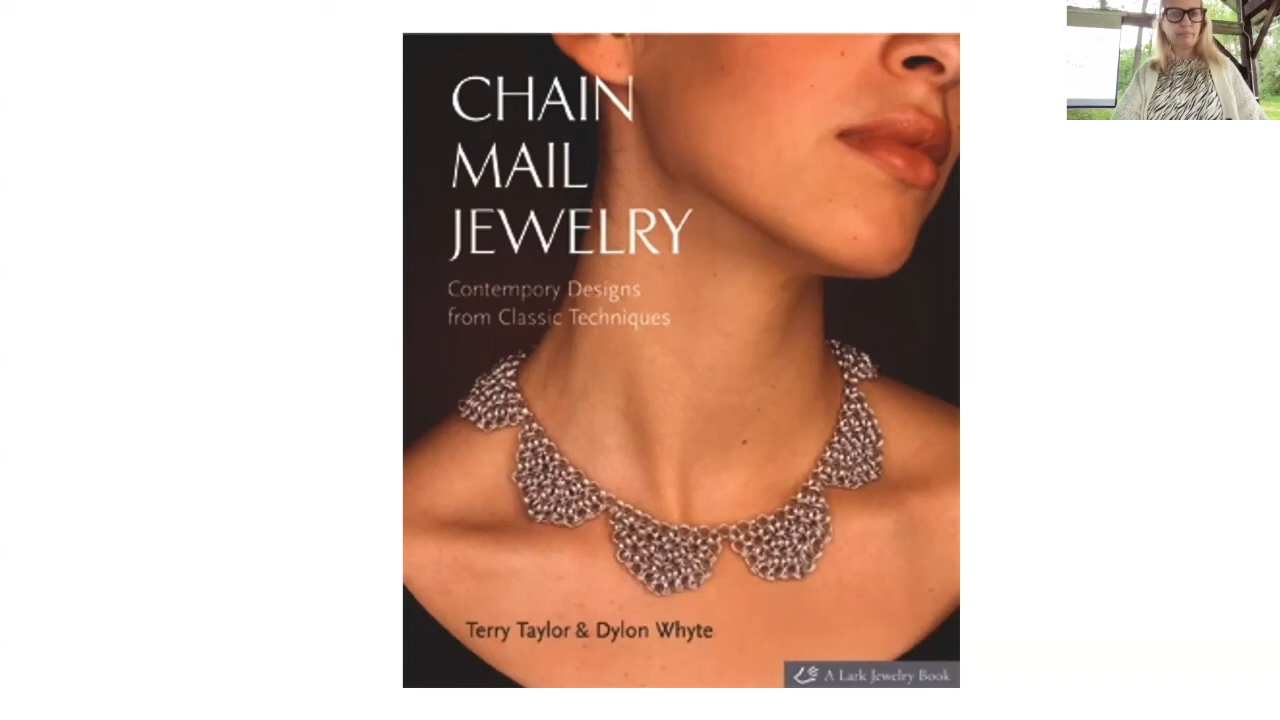 CHAIN
MAIL
JEWELRY
Contempory Designs
from Classic Techniques
Terry Taylor & Dylon Whyte
A Lark Jewelry Book